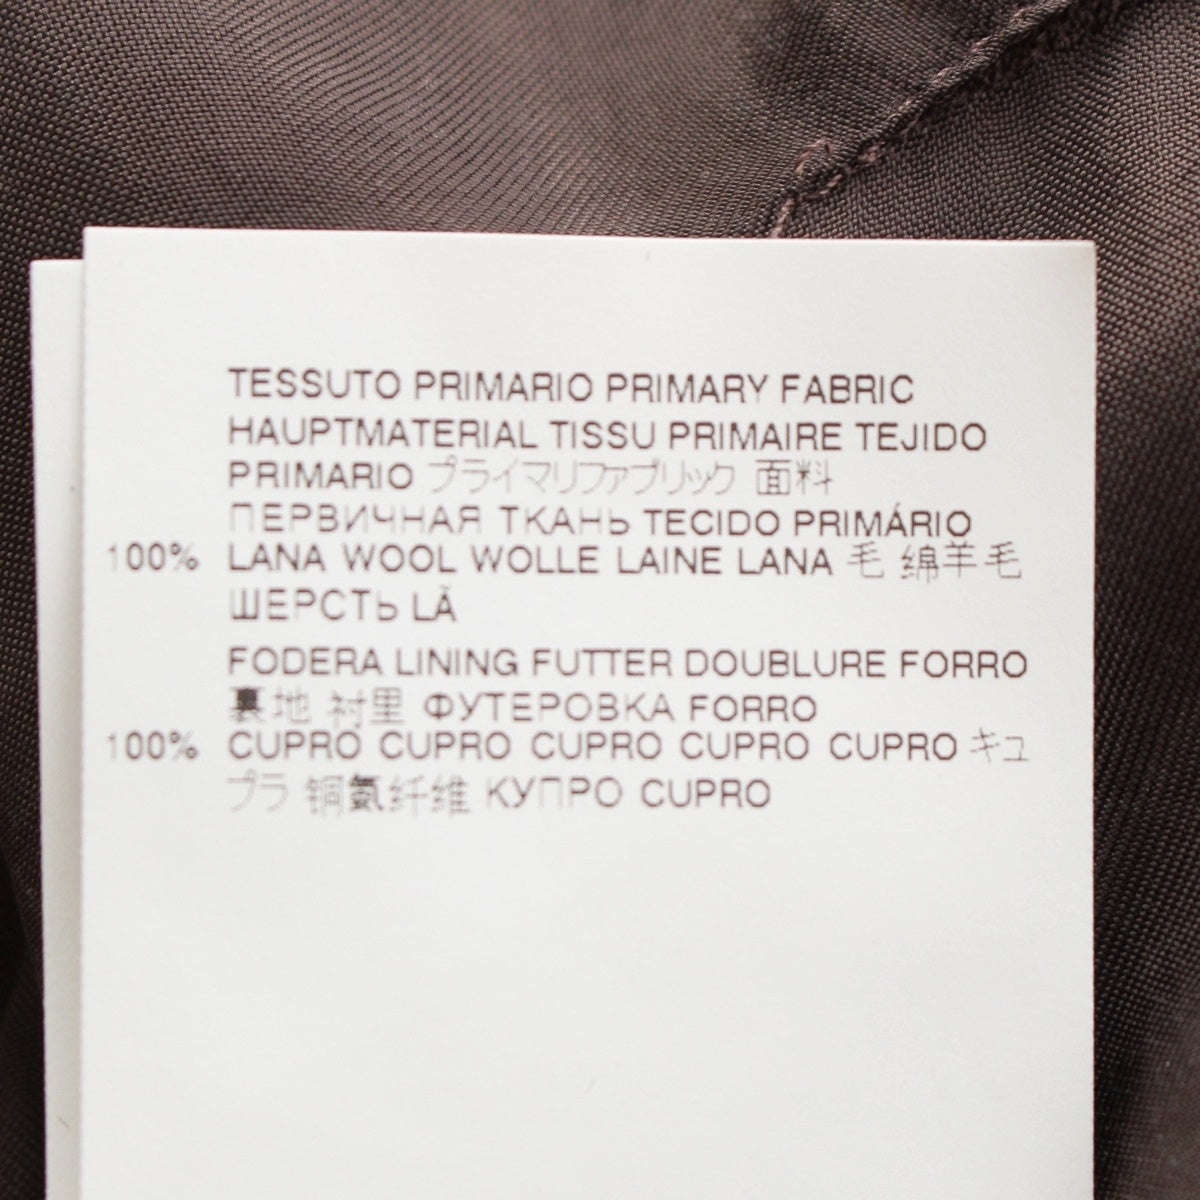 TESSUTO PRIMARIO PRIMARY FABRIC
HAUPTMATERIAL TISSU PRIMAIRE TEJIDO
PRIMARIO プライマリファブリック 面料
ПЕРВИЧНАЯ ТКАНЬ TECIDO PRIMÁRIO
100% LANA WOOL WOLLE LAINE LANA 毛 绵羊毛
ШЕРСТЬ LÃ
FODERA LINING FUTTER DOUBLURE FORRO
裏地 衬里 ФУТЕРОВКА FORRO
100% CUPRO CUPRO CUPRO CUPRO CUPRO キュ
プラ 铜氨纤维 КУПРО CUPRO